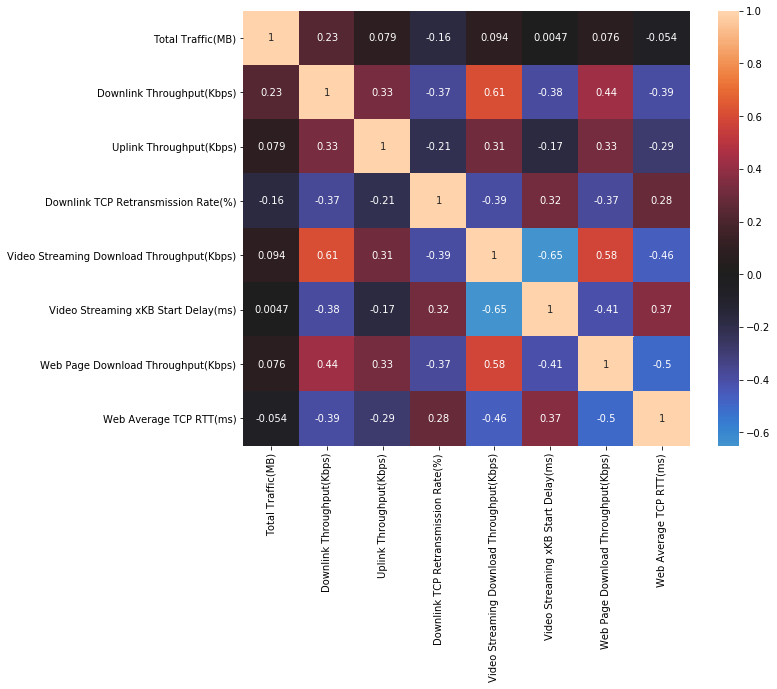 Total Traffic(MB) 1 0.23 0.079 -0.16 0.094 0.0047 0.076 -0.054
Downlink Throughput(Kbps) 0.23 1 0.33 -0.37 0.61 -0.38 0.44 -0.39
Uplink Throughput(Kbps) 0.079 0.33 1 -0.21 0.31 -0.17 0.33 -0.29
Downlink TCP Retransmission Rate(%) -0.16 -0.37 -0.21 1 -0.39 0.32 -0.37 0.28
Video Streaming Download Throughput(Kbps) 0.094 0.61 0.31 -0.39 1 -0.65 0.58 -0.46
Video Streaming xKB Start Delay(ms) 0.0047 -0.38 -0.17 0.32 -0.65 1 -0.41 0.37
Web Page Download Throughput(Kbps) 0.076 0.44 0.33 -0.37 0.58 -0.41 1 -0.5
Web Average TCP RTT(ms) -0.054 -0.39 -0.29 0.28 -0.46 0.37 -0.5 1
Total Traffic(MB)
Downlink Throughput(Kbps)
Uplink Throughput(Kbps)
Downlink TCP Retransmission Rate(%)
Video Streaming Download Throughput(Kbps)
Video Streaming xKB Start Delay(ms)
Web Page Download Throughput(Kbps)
Web Average TCP RTT(ms)
1.0
0.8
0.6
0.4
0.2
0.0
−0.2
−0.4
−0.6